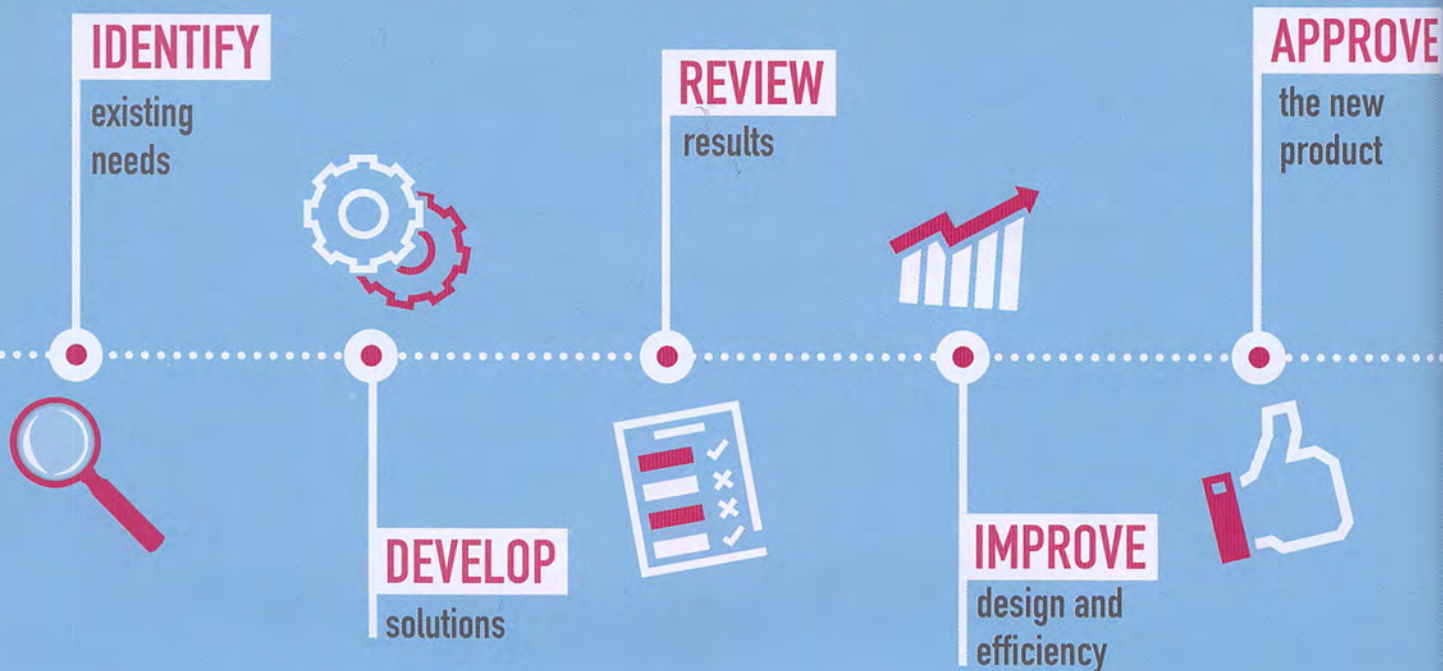 IDENTIFY
existing
needs
DEVELOP
solutions
REVIEW
results
IMPROVE
design and
efficiency
APPROVE
the new
product